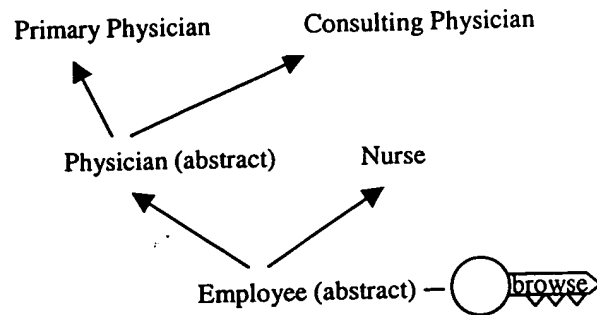 Primary Physician
Consulting Physician
Physician (abstract)
Nurse
Employee (abstract)
browse